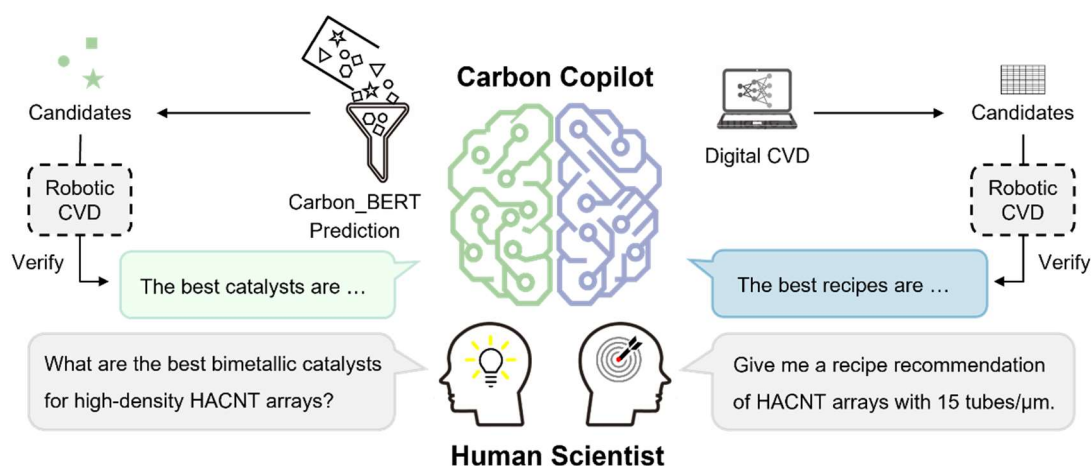 Carbon Copilot
Candidates
Carbon_BERT
Prediction
Robotic
CVD
Verify
The best catalysts are …
Digital CVD
Candidates
Robotic
CVD
Verify
The best recipes are …
What are the best bimetallic catalysts
for high-density HACNT arrays?
Give me a recipe recommendation
of HACNT arrays with 15 tubes/μm.
Human Scientist